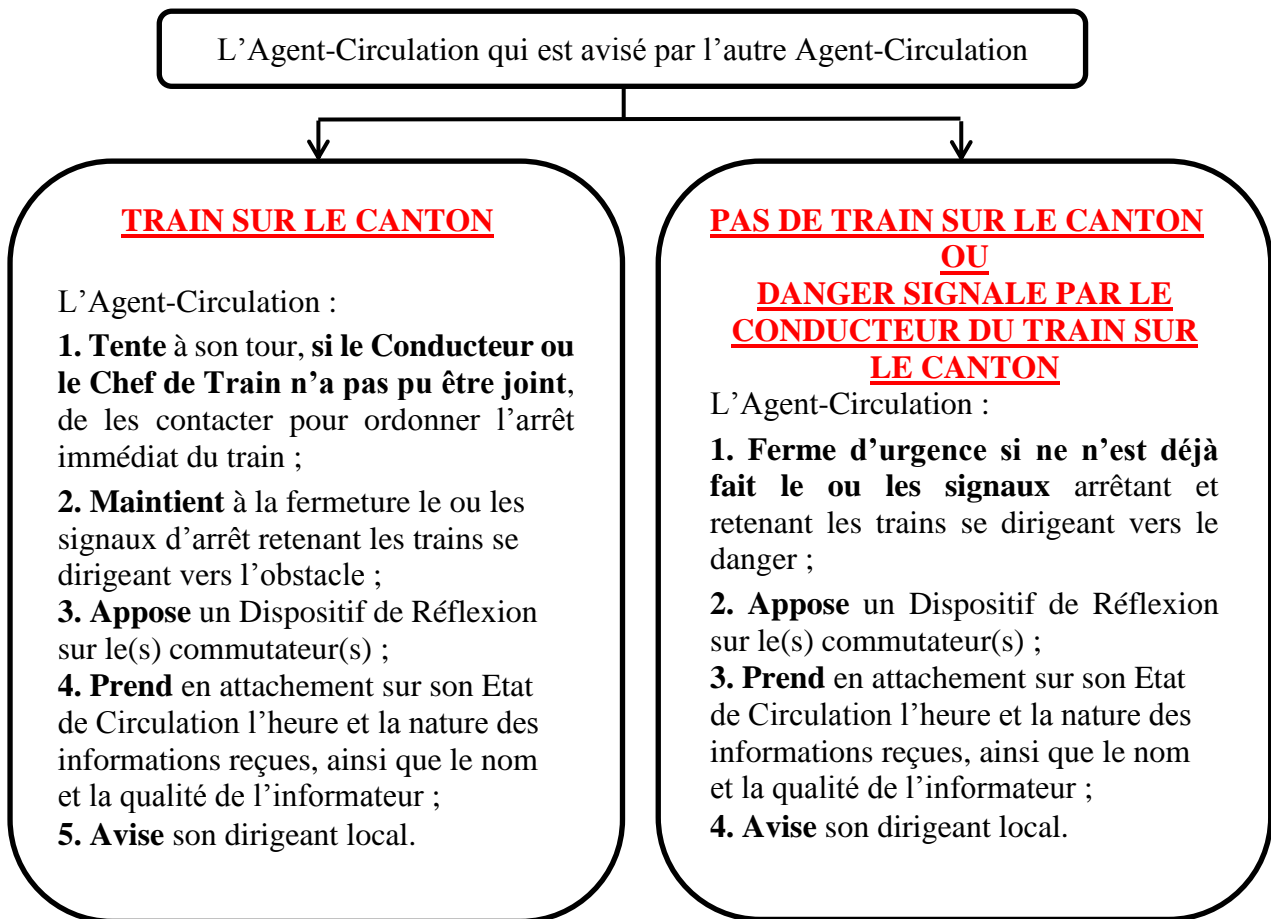 L’Agent-Circulation qui est avisé par l’autre Agent-Circulation
TRAIN SUR LE CANTON
L’Agent-Circulation :
1. Tente à son tour, si le Conducteur ou
le Chef de Train n’a pas pu être joint,
de les contacter pour ordonner l’arrêt
immédiat du train ;
2. Maintient à la fermeture le ou les
signaux d’arrêt retenant les trains se
dirigeant vers l’obstacle ;
3. Appose un Dispositif de Réflexion
sur le(s) commutateur(s) ;
4. Prend en attachement sur son Etat
de Circulation l’heure et la nature des
informations reçues, ainsi que le nom
et la qualité de l’informateur ;
5. Avise son dirigeant local.
PAS DE TRAIN SUR LE CANTON
OU
DANGER SIGNALE PAR LE
CONDUCTEUR DU TRAIN SUR
LE CANTON
L’Agent-Circulation :
1. Ferme d’urgence si ne n’est déjà
fait le ou les signaux arrêtant et
retenant les trains se dirigeant vers le
danger ;
2. Appose un Dispositif de Réflexion
sur le(s) commutateur(s) ;
3. Prend en attachement sur son Etat
de Circulation l’heure et la nature des
informations reçues, ainsi que le nom
et la qualité de l’informateur ;
4. Avise son dirigeant local.